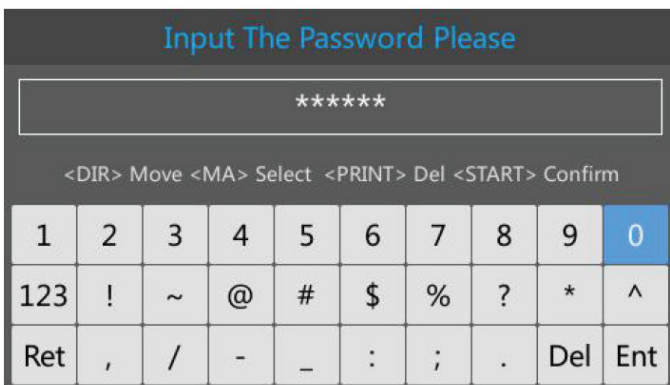 Input The Password Please
******
<DIR> Move <MA> Select <PRINT> Del <START> Confirm
1 2 3 4 5 6 7 8 9 0
123 ! ~ @ # $ % ? * ^
Ret , / - _ : ; . Del Ent